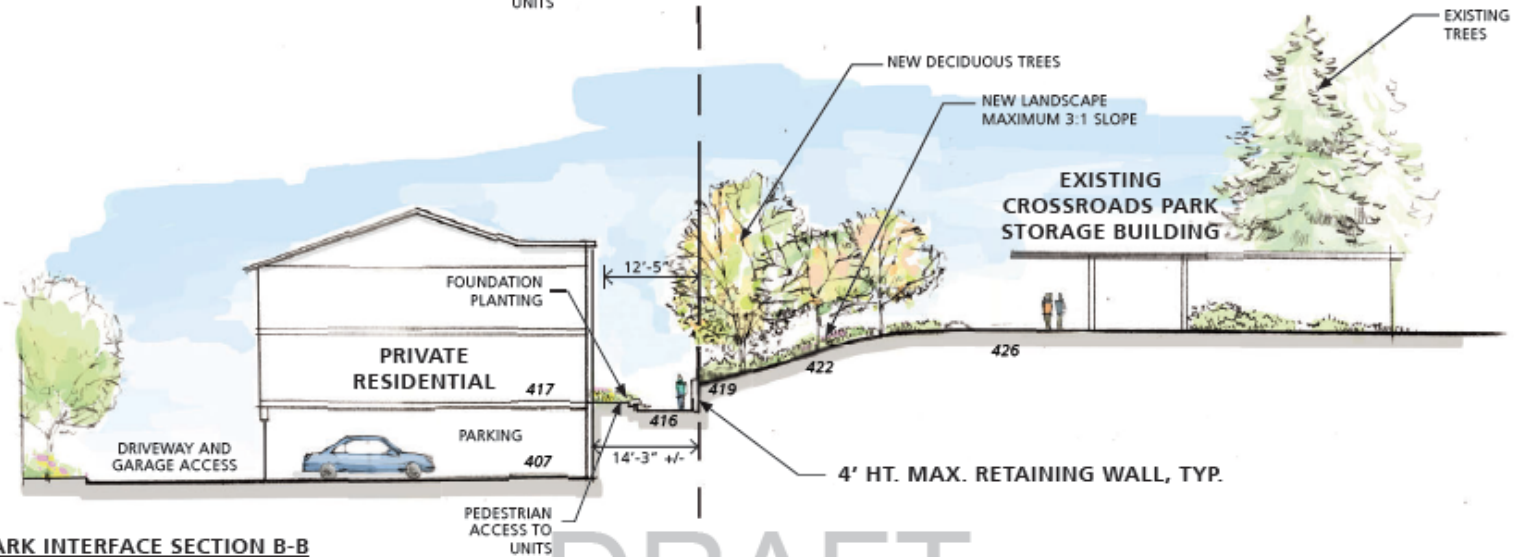 UNITS
EXISTING
TREES
NEW DECIDUOUS TREES
NEW LANDSCAPE
MAXIMUM 3:1 SLOPE
EXISTING
CROSSROADS PARK
STORAGE BUILDING
12'-5"
FOUNDATION
PLANTING
PRIVATE
RESIDENTIAL
417
419
422
426
416
DRIVEWAY AND
GARAGE ACCESS
PARKING
407
14'-3" +/-
4' HT. MAX. RETAINING WALL, TYP.
PEDESTRIAN
ACCESS TO
UNITS
ARK INTERFACE SECTION B-B
DRAFT